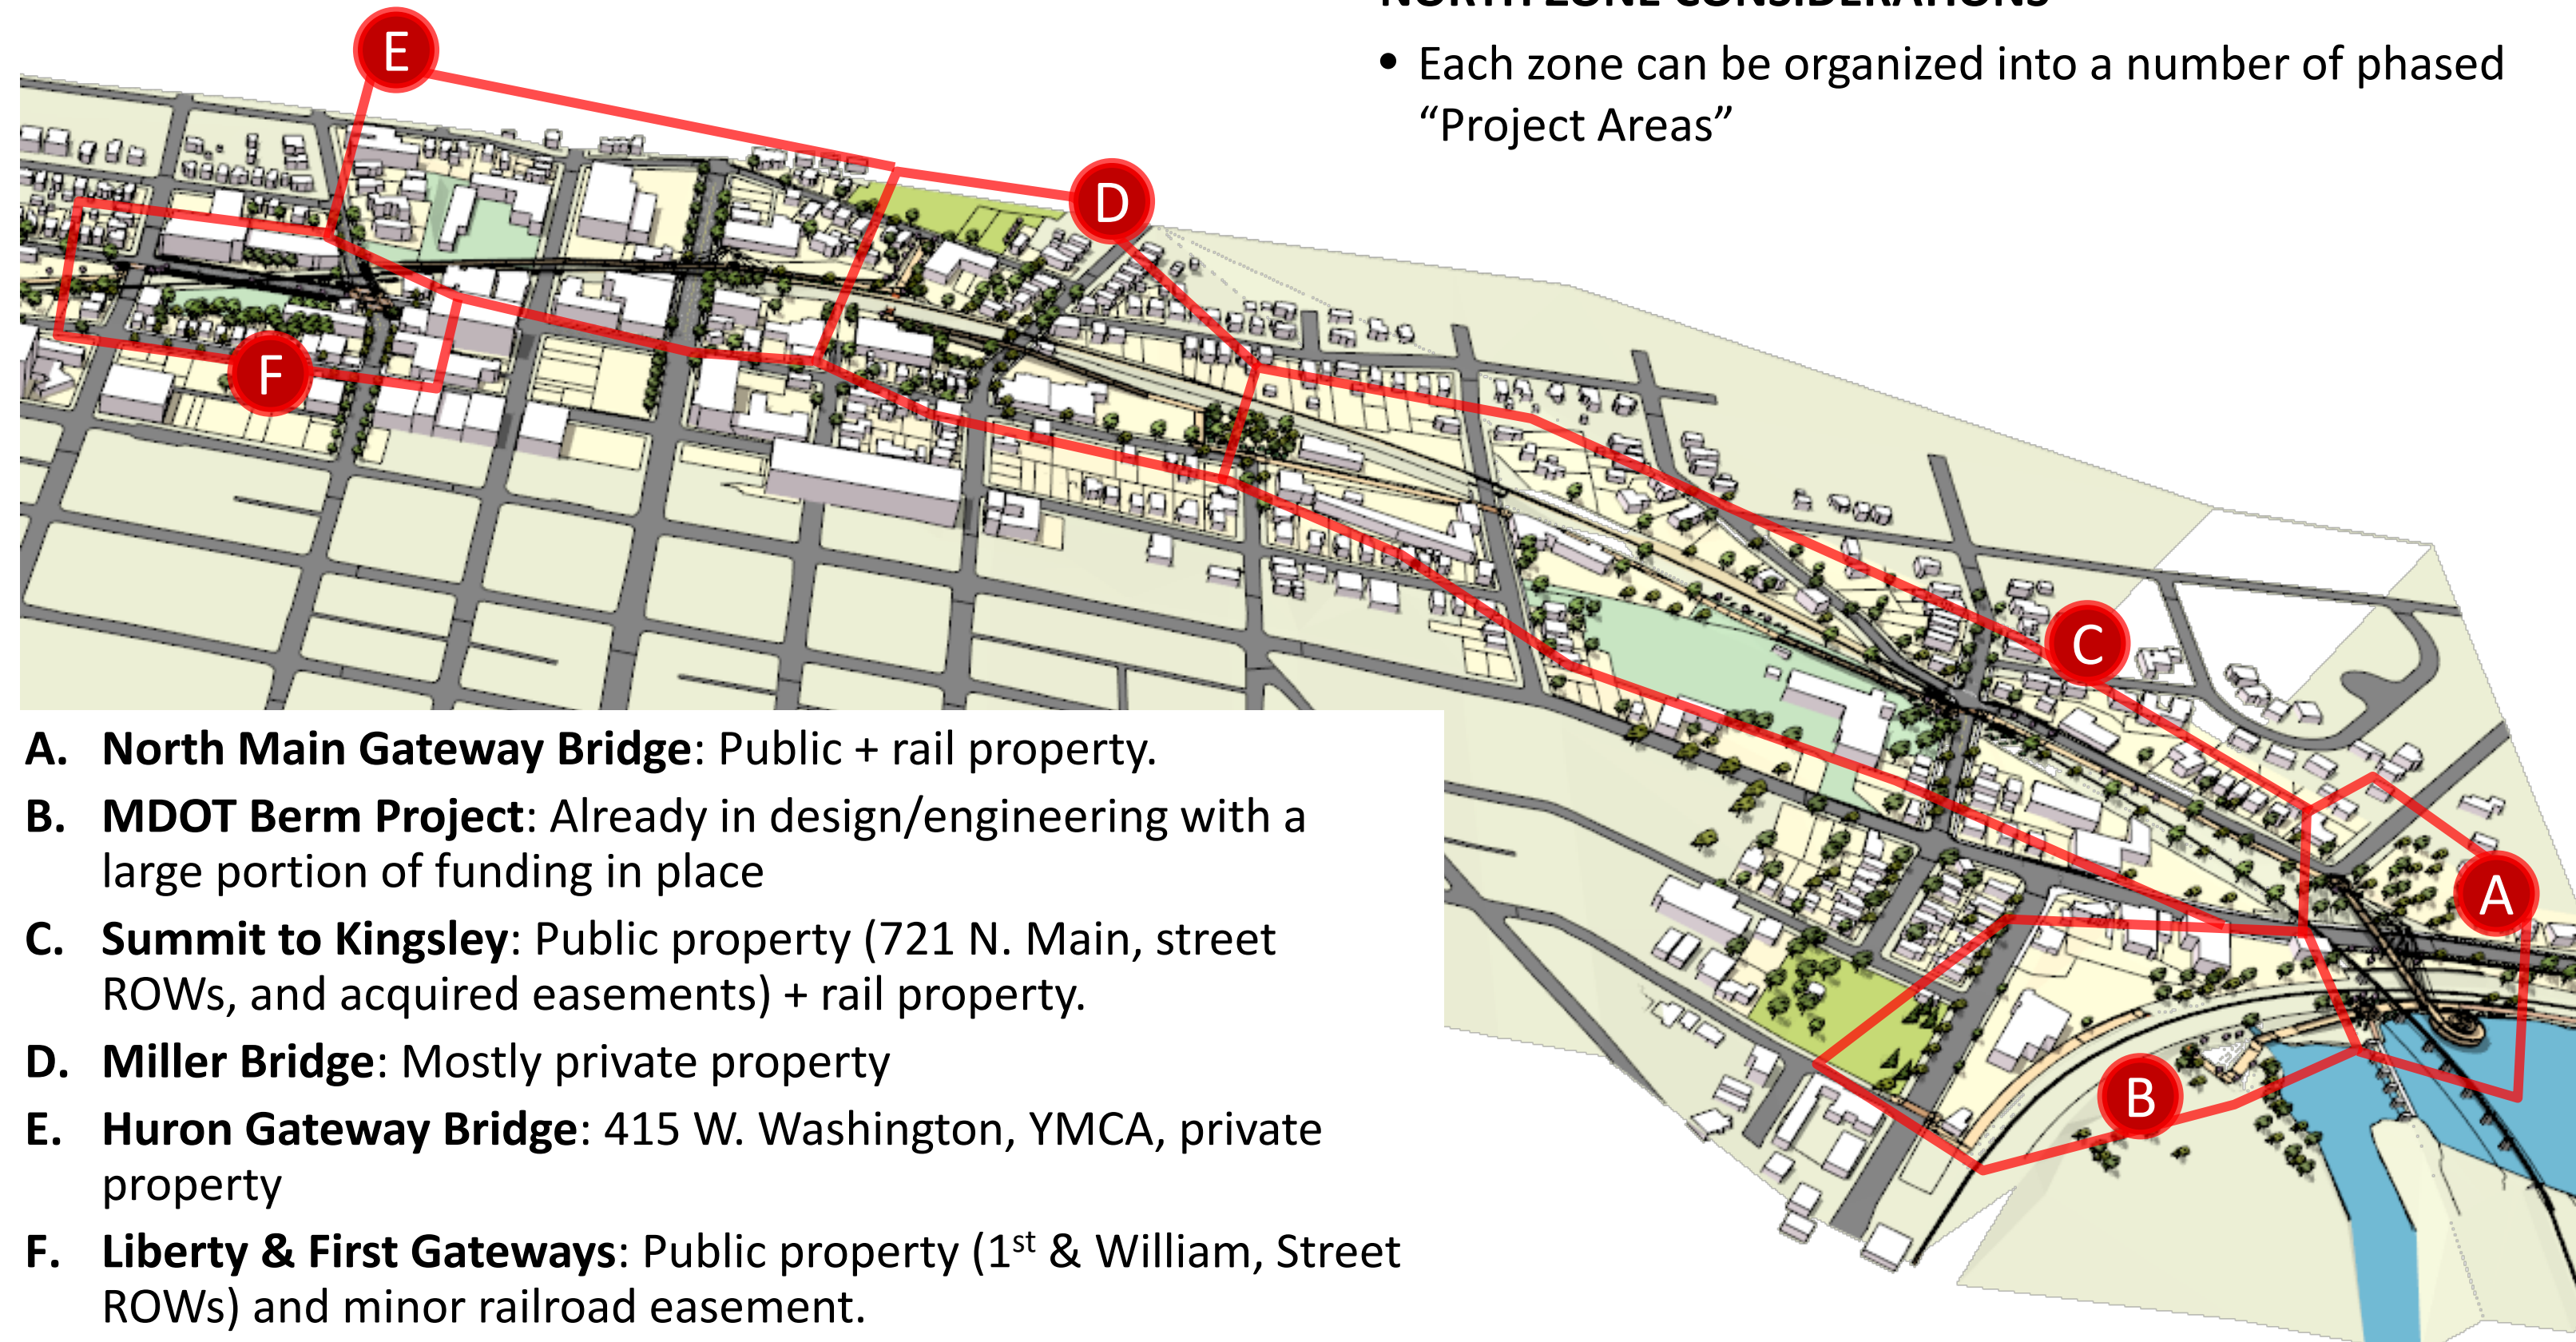 NORTH ZONE CONSIDERATIONS
• Each zone can be organized into a number of phased
“Project Areas”
E
D
F
C
A
B
A. North Main Gateway Bridge: Public + rail property.
B. MDOT Berm Project: Already in design/engineering with a
large portion of funding in place
C. Summit to Kingsley: Public property (721 N. Main, street
ROWs, and acquired easements) + rail property.
D. Miller Bridge: Mostly private property
E. Huron Gateway Bridge: 415 W. Washington, YMCA, private
property
F. Liberty & First Gateways: Public property (1st & William, Street
ROWs) and minor railroad easement.